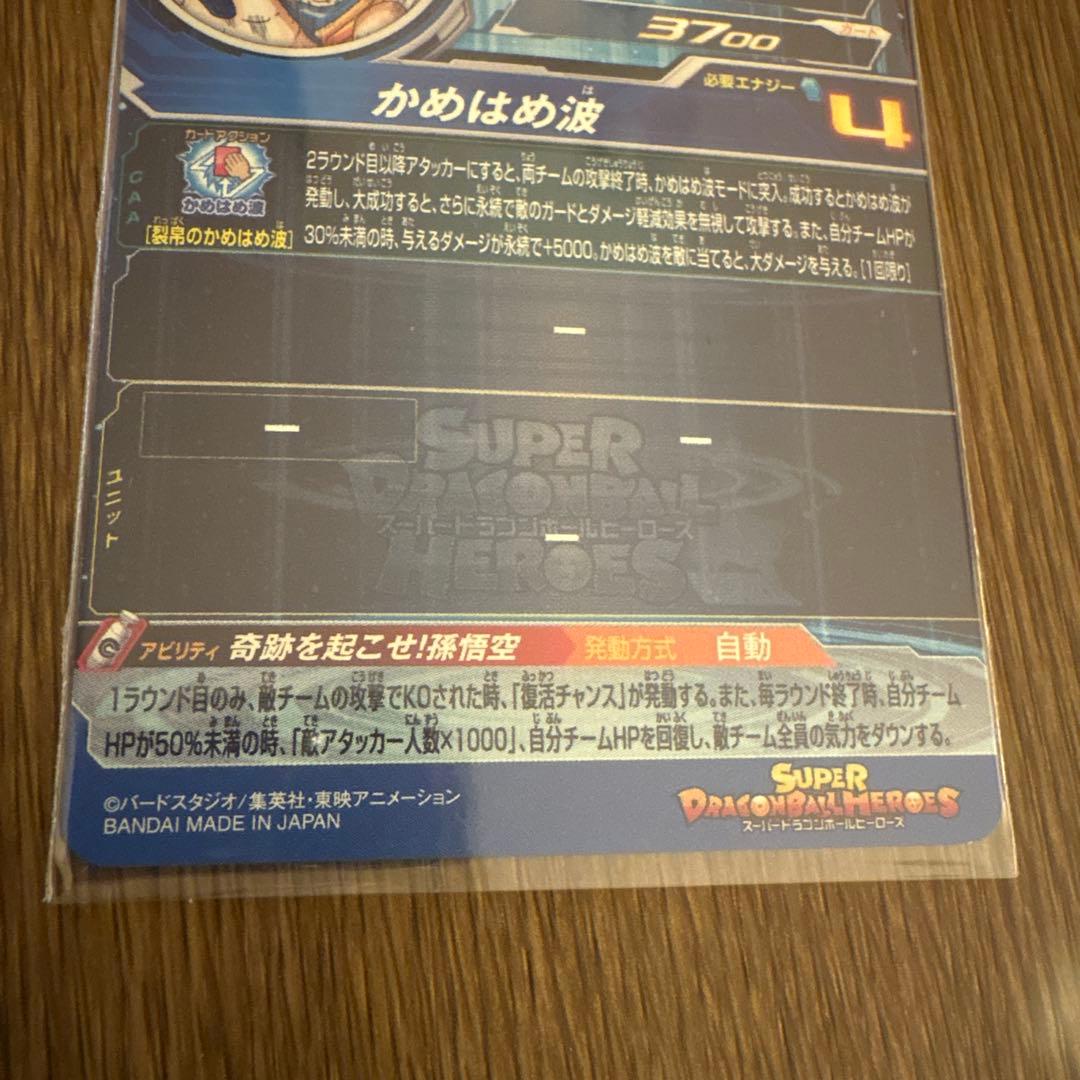 3700
カード
必要エナジー
4
かめはめ波
カードアクション
かめはめ波
CAA
[裂帛のかめはめ波]
2ラウンド目以降アタッカーにすると、両チームの攻撃終了時、かめはめ波モードに突入。成功するとかめはめ波が
発動し、大成功すると、さらに永続で敵のガードとダメージ軽減効果を無視して攻撃する。また、自分チームHPが
30%未満の時、与えるダメージが永続で+5000。かめはめ波を敵に当てると、大ダメージを与える。[1回限り]
ー
ユニット
ー
ー
ー
SUPER
DRAGONBALL
スーパードラゴンボールヒーローズ
HEROES
アビリティ 奇跡を起こせ!孫悟空 発動方式 自動
1ラウンド目のみ、敵チームの攻撃でKOされた時、「復活チャンス」が発動する。また、毎ラウンド終了時、自分チーム
HPが50%未満の時、「敵アタッカー人数×1000」、自分チームHPを回復し、敵チーム全員の気力をダウンする。
©バードスタジオ/集英社・東映アニメーション
BANDAI MADE IN JAPAN
SUPER
DRAGONBALL HEROES
スーパードラゴンボールヒーローズ